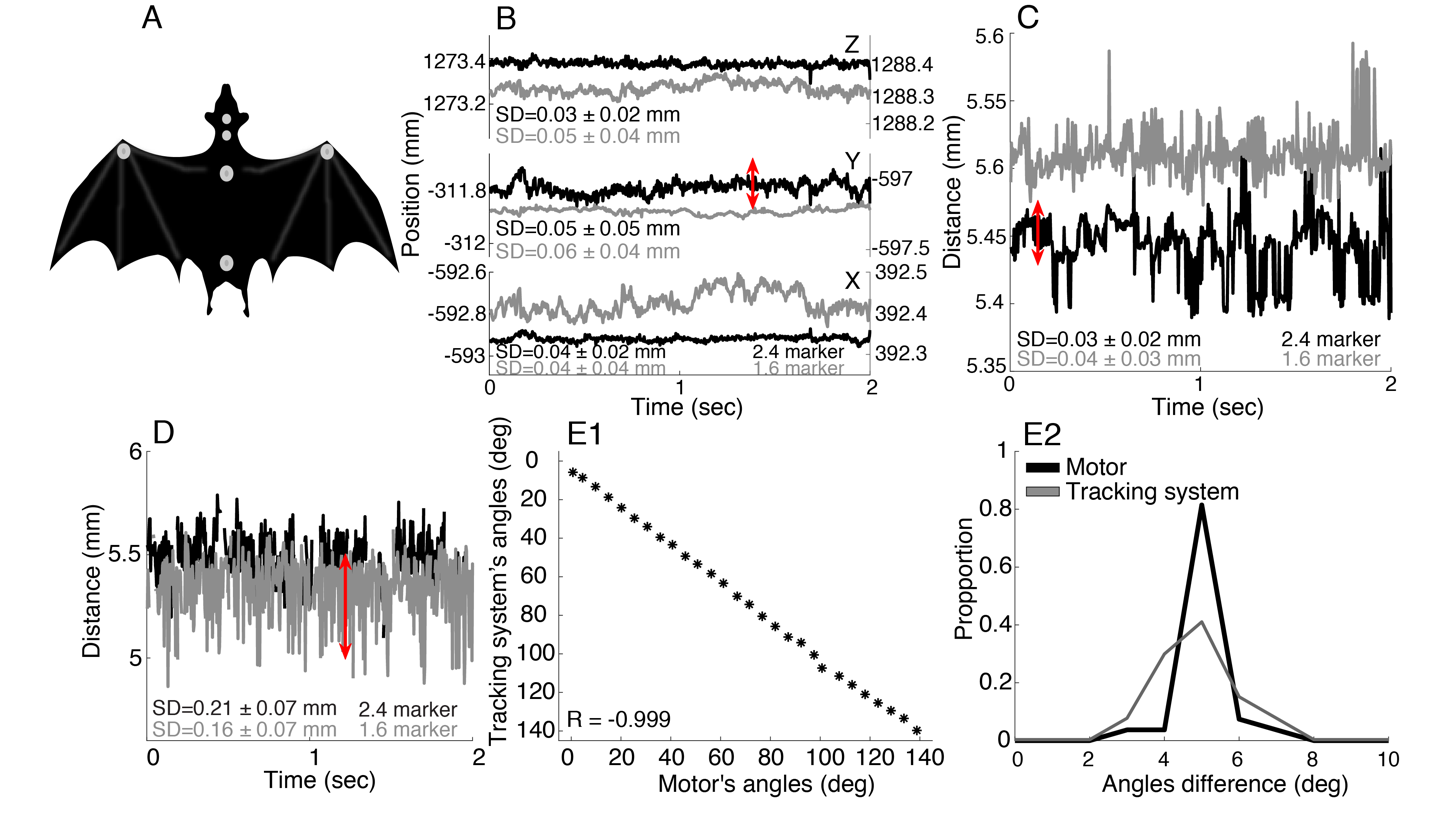 A
B
Z
1273.4
1273.2
1288.4
1288.3
1288.2
SD=0.03 ± 0.02 mm
SD=0.05 ± 0.04 mm
Position (mm)
Y
-311.8
-312
-597
-597.5
SD=0.05 ± 0.05 mm
SD=0.06 ± 0.04 mm
X
-592.6
-592.8
-593
392.5
392.4
392.3
SD=0.04 ± 0.02 mm
2.4 marker
SD=0.04 ± 0.04 mm
1.6 marker
0
1
2
Time (sec)
C
5.6
5.55
5.6
5.45
5.4
5.35
Distance (mm)
SD=0.03 ± 0.02 mm
2.4 marker
SD=0.04 ± 0.03 mm
1.6 marker
0
1
2
Time (sec)
D
6
5.5
5
Distance (mm)
SD=0.21 ± 0.07 mm
2.4 marker
SD=0.16 ± 0.07 mm
1.6 marker
0
1
2
Time (sec)
E1
Tracking system's angles (deg)
0
20
40
60
80
100
120
140
R = -0.999
0
20
40
60
80
100
120
140
Motor's angles (deg)
E2
Motor
Tracking system
Proportion
1
0.8
0.6
0.4
0.2
0
0
2
4
6
8
10
Angles difference (deg)